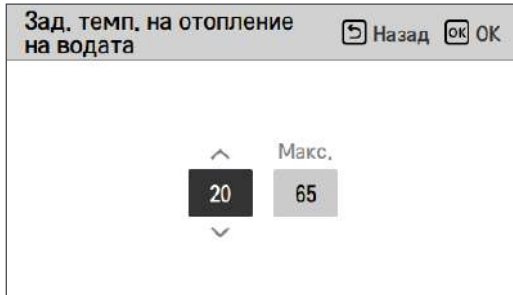 Зад. темп. на отопление
на водата
Назад OK OK
Макс.
20 65